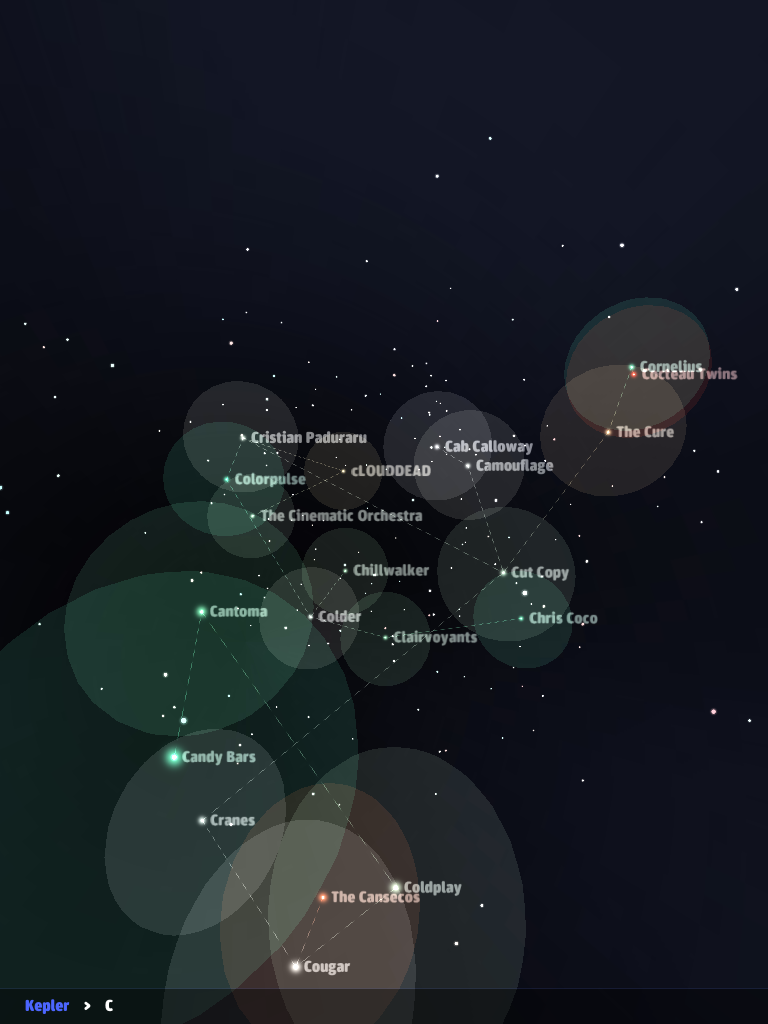 Cornelius
Cocteau Twins
The Cure
Cristian Paduraru
Cab Calloway
Camouflage
cLOUDDEAD
Colorpulse
The Cinematic Orchestra
Chillwalker
Cut Copy
Cantoma
Colder
Chris Coco
Clairvoyants
Candy Bars
Cranes
Coldplay
The Cansecos
Cougar
Kepler > C